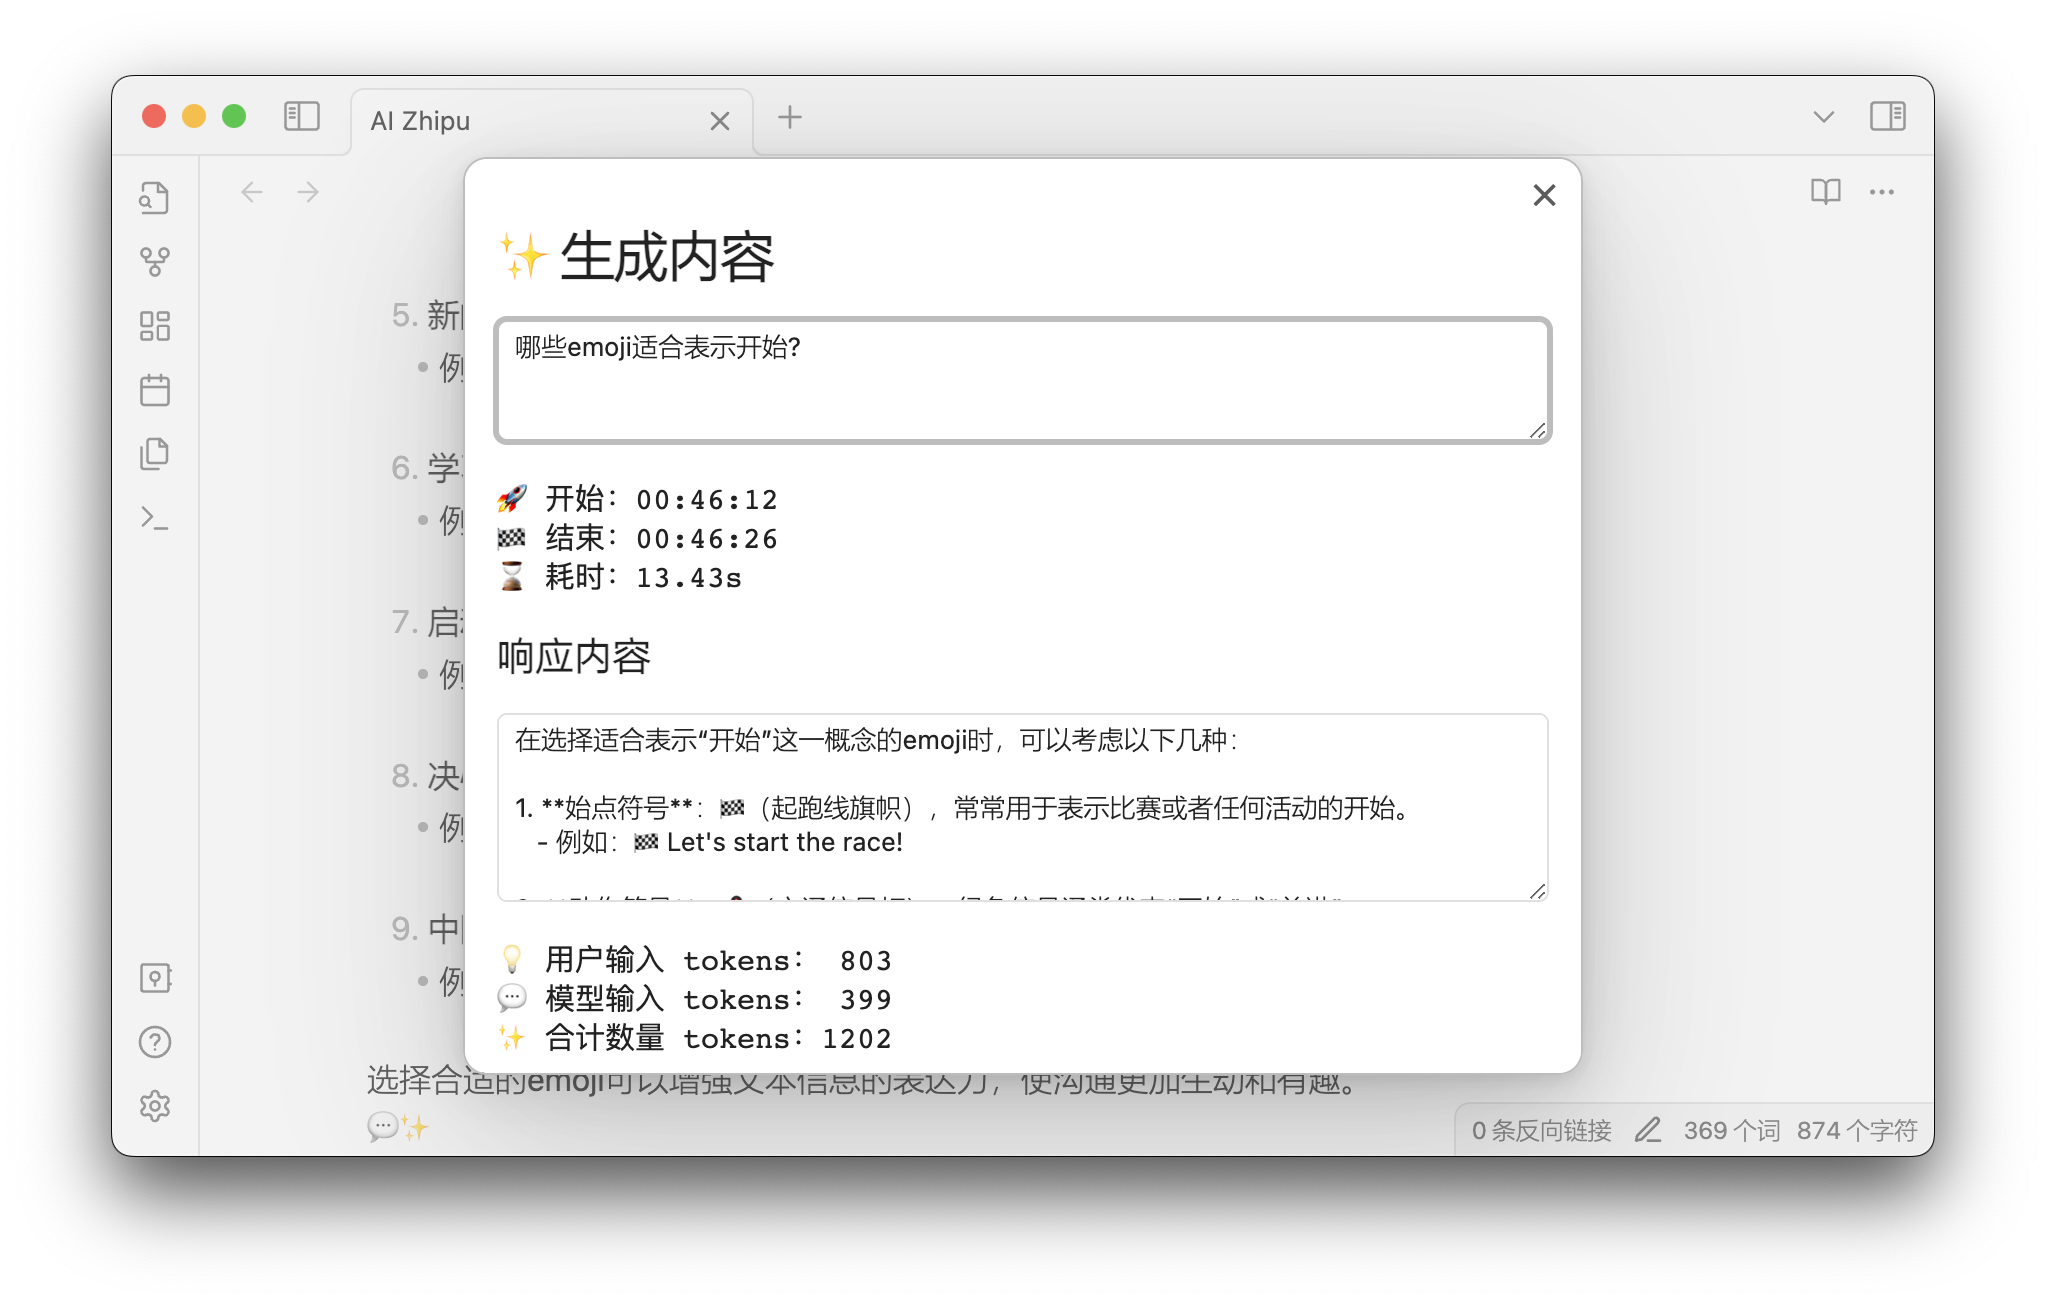 AI Zhipu
✨ 生成内容
哪些emoji适合表示开始?
🚀 开始: 00:46:12
🏁 结束: 00:46:26
⏳ 耗时: 13.43s
响应内容
在选择适合表示“开始”这一概念的emoji时，可以考虑以下几种：
1. **始点符号**：🏁（起跑线旗帜），常常用于表示比赛或者任何活动的开始。
- 例如：🏁 Let's start the race!
💡 用户输入 tokens: 803
💬 模型输入 tokens: 399
✨ 合计数量 tokens: 1202
5. 新
例
6. 学
例
7. 启
例
8. 决
例
9. 中
例
选择合适的emoji可以增强文本信息的表达力，使沟通更加生动和有趣。
💬✨
0 条反向链接 369 个词 874 个字符